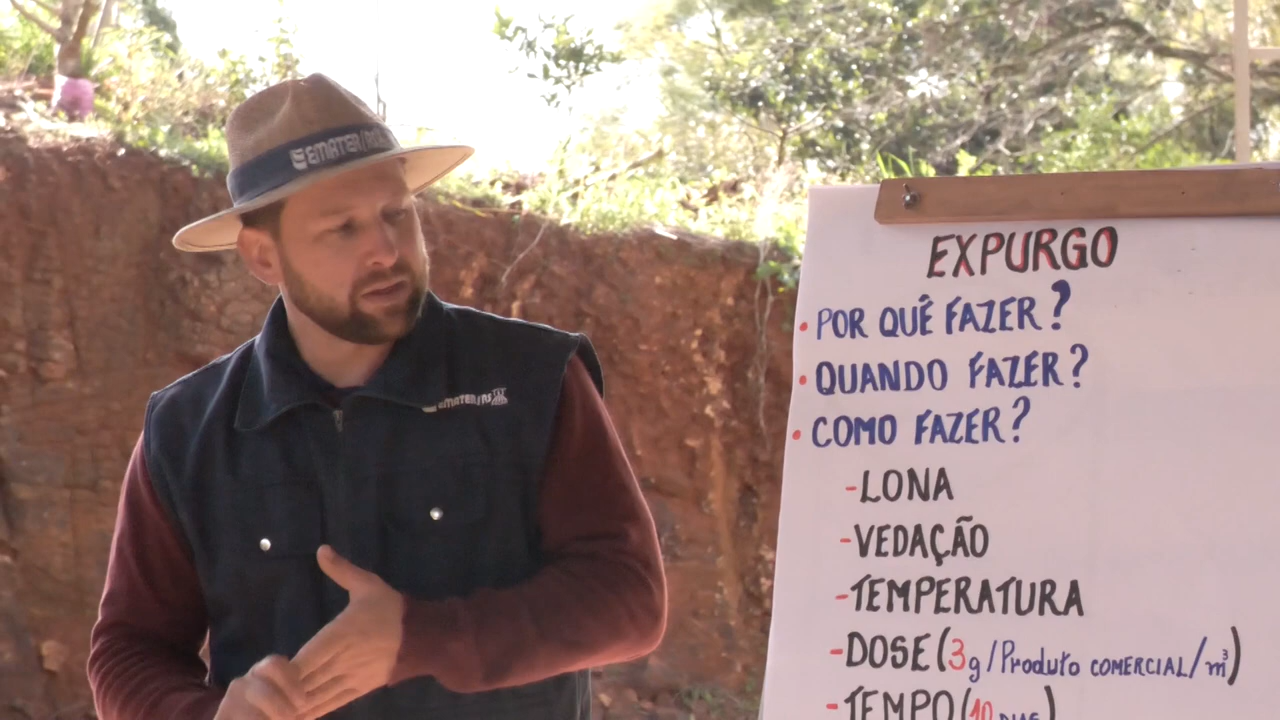 EMATER/RS
EMATER/RS
EXPURGO
• POR QUÊ FAZER?
• QUANDO FAZER?
• COMO FAZER?
- LONA
- VEDAÇÃO
- TEMPERATURA
- DOSE (3g/Produto COMERCIAL/m³)
- TEMPO (10 DIAS)